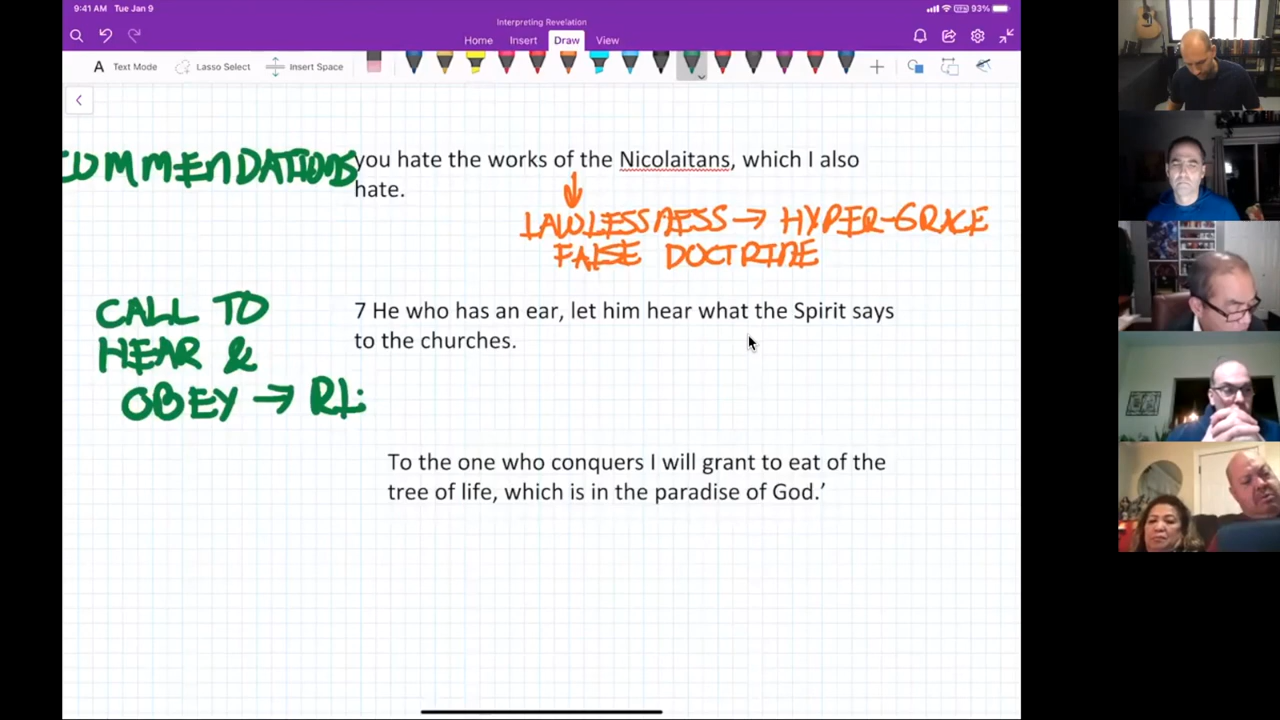 9:41 AM Tue Jan 9
93%
Interpreting Revelation
Home Insert Draw View
A Text Mode Lasso Select Insert Space
COMMENDATIONS
you hate the works of the Nicolaitans, which I also
hate.
LAWLESSNESS → HYPER-GRACE
FALSE DOCTRINE
CALL TO
HEAR &
OBEY →
7 He who has an ear, let him hear what the Spirit says
to the churches.
To the one who conquers I will grant to eat of the
tree of life, which is in the paradise of God.’